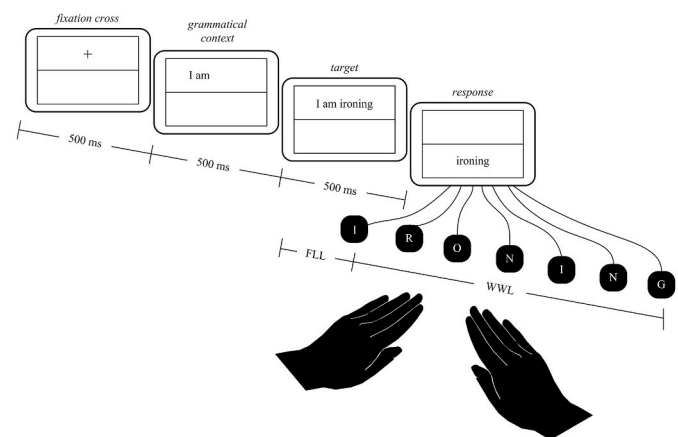 fixation cross
+
500 ms
grammatical
context
I am
500 ms
target
I am ironing
500 ms
response
ironing
I R O N N I N G
FLL
WWL